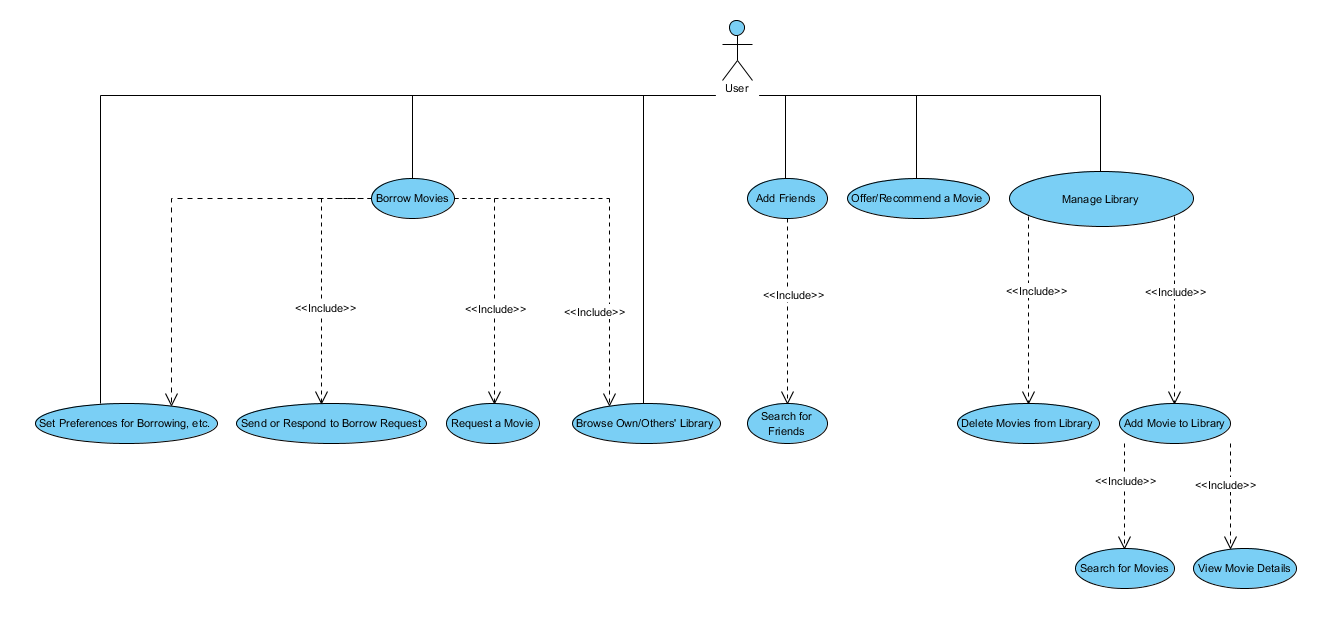 User
Borrow Movies
Add Friends
Offer/Recommend a Movie
Manage Library
<<Include>>
<<Include>>
<<Include>>
<<Include>>
<<Include>>
<<Include>>
Set Preferences for Borrowing, etc.
Send or Respond to Borrow Request
Request a Movie
Browse Own/Others' Library
Search for
Friends
Delete Movies from Library
Add Movie to Library
<<Include>>
<<Include>>
Search for Movies
View Movie Details